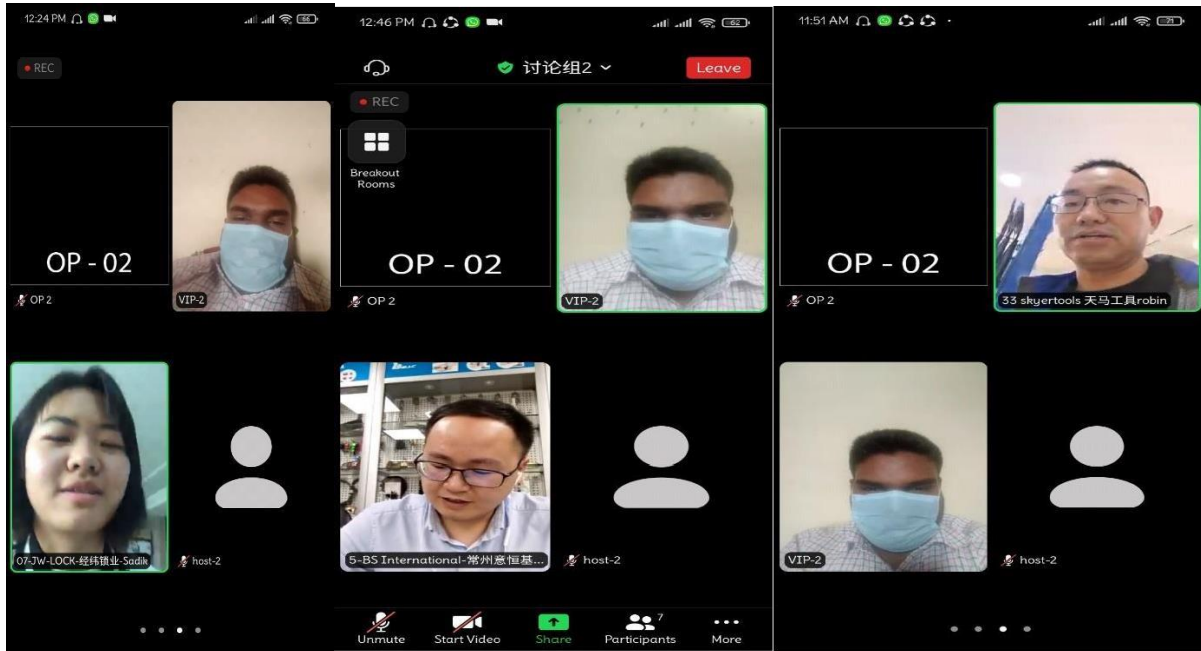 12:24 PM
66
REC
OP - 02
OP 2
VIP-2
07-JW-LOCK-经纬锁业-Sadik
host-2
12:46 PM
62
讨论组2
Leave
REC
Breakout
Rooms
OP - 02
OP 2
VIP-2
5-BS International-常州意恒基...
host-2
Unmute
Start Video
Share
Participants
7
More
11:51 AM
71
OP - 02
OP 2
33 skyertools 天马工具robin
VIP-2
host-2